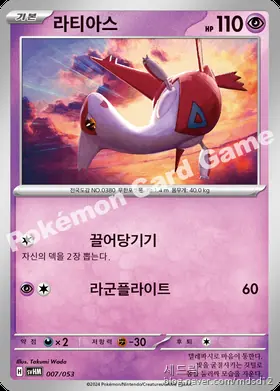 기본 라티아스 HP 110
Pokémon Card Game
전국도감 NO.0380 무한포켓몬 키 1.4 m 몸무게 40.0 kg
끌어당기기
자신의 덱을 2장 뽑는다.
라군플라이트 60
약점 ×2 저항력 -30 후퇴
Illus. Takumi Wada
H svHM 007/053
©2024 Pokémon/Nintendo/Creatures